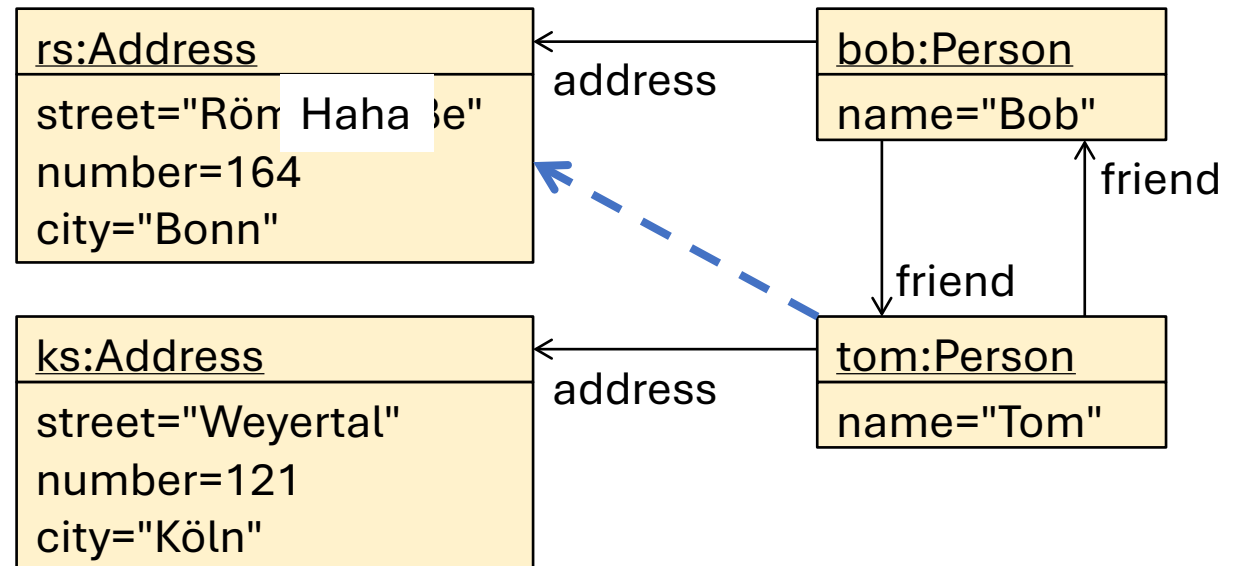 rs:Address
street="Röm Haha ße"
number=164
city="Bonn"
address
bob:Person
name="Bob"
friend
friend
ks:Address
street="Weyertal"
number=121
city="Köln"
address
tom:Person
name="Tom"